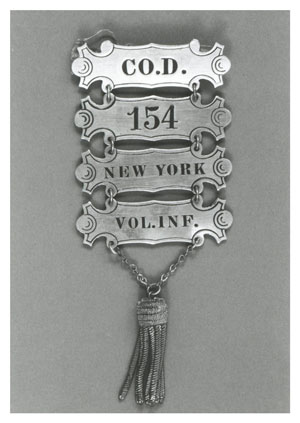 CO.D.
154
NEW YORK
VOL.INF.